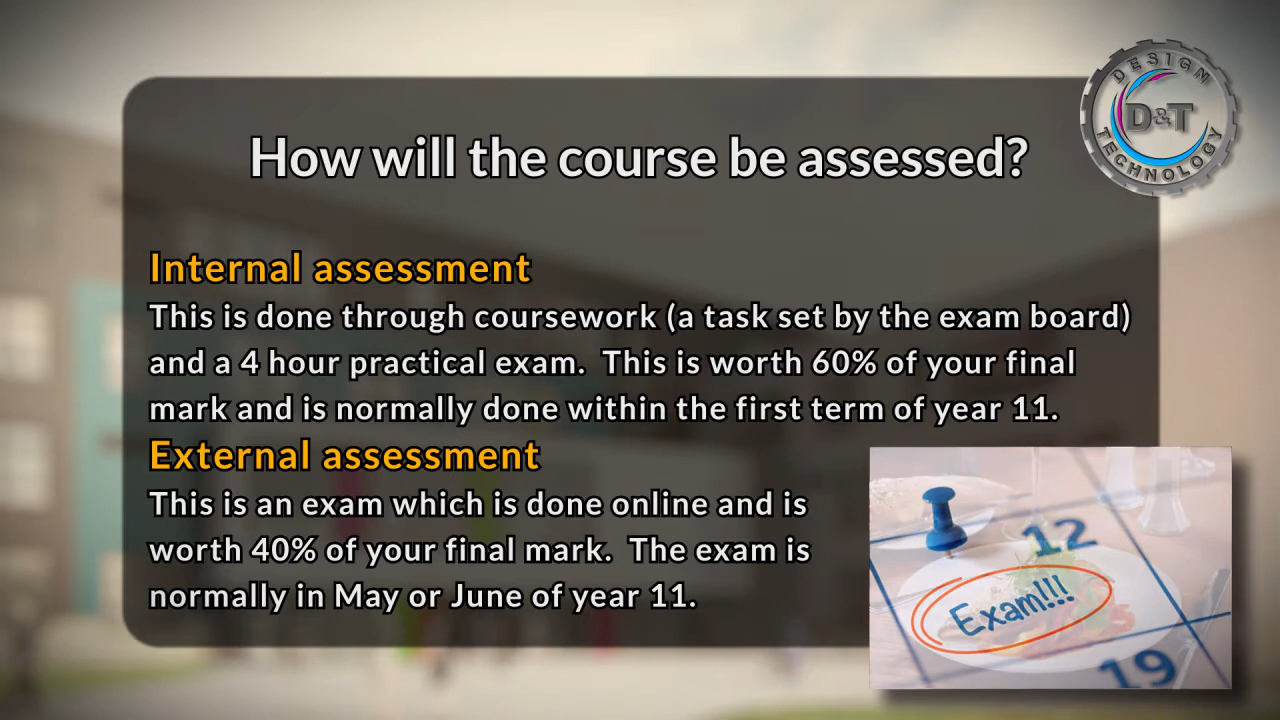 DESIGN
D&T
TECHNOLOGY
How will the course be assessed?
Internal assessment
This is done through coursework (a task set by the exam board)
and a 4 hour practical exam.  This is worth 60% of your final
mark and is normally done within the first term of year 11.
External assessment
This is an exam which is done online and is
worth 40% of your final mark.  The exam is
normally in May or June of year 11.
12
Exam!!!
19